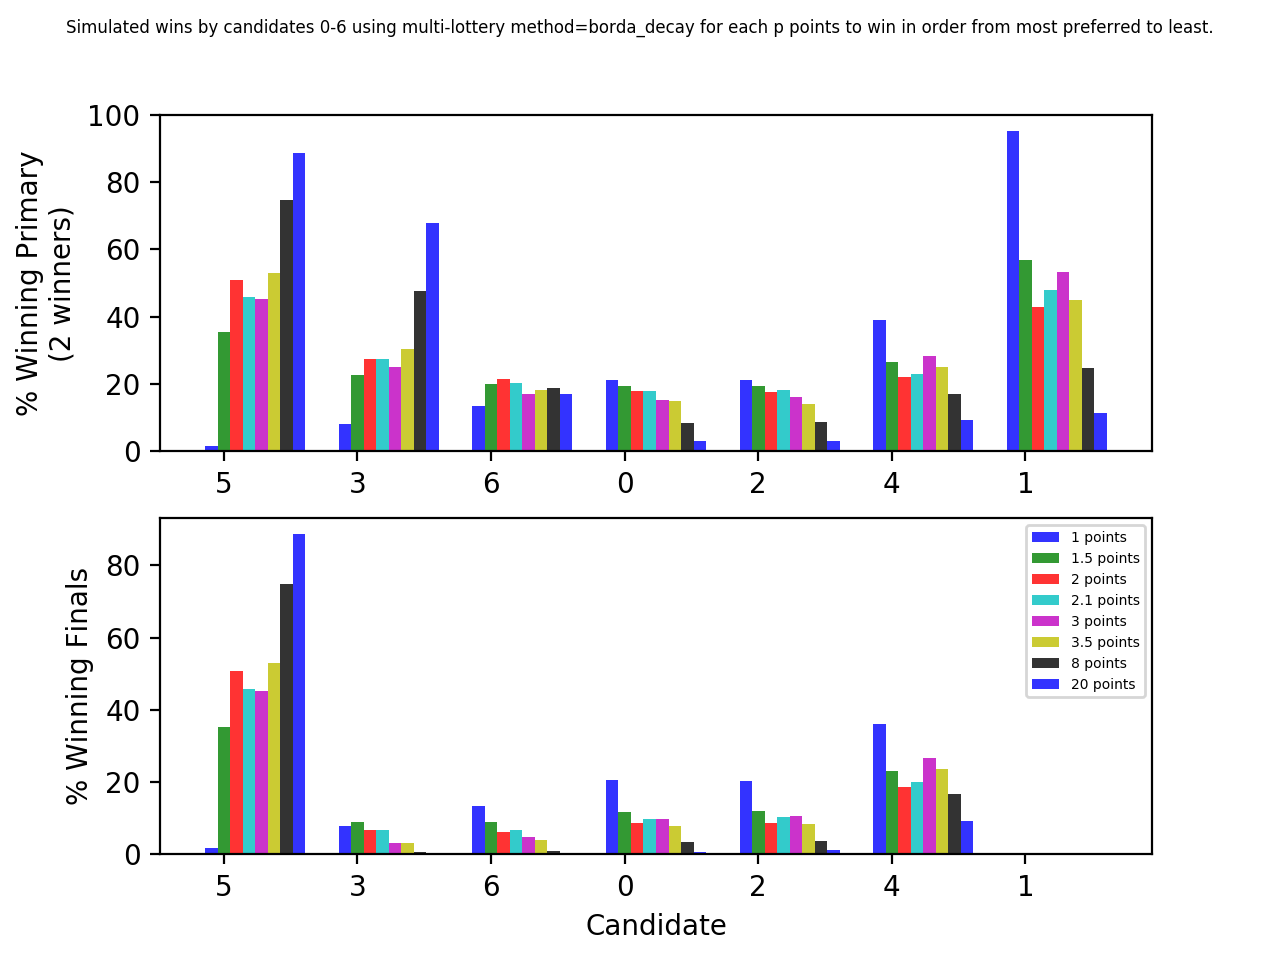 Simulated wins by candidates 0-6 using multi-lottery method=borda_decay for each p points to win in order from most preferred to least.
% Winning Primary
(2 winners)
100
80
60
40
20
0
5 3 6 0 2 4 1
% Winning Finals
80
60
40
20
0
1 points
1.5 points
2 points
2.1 points
3 points
3.5 points
8 points
20 points
5 3 6 0 2 4 1
Candidate